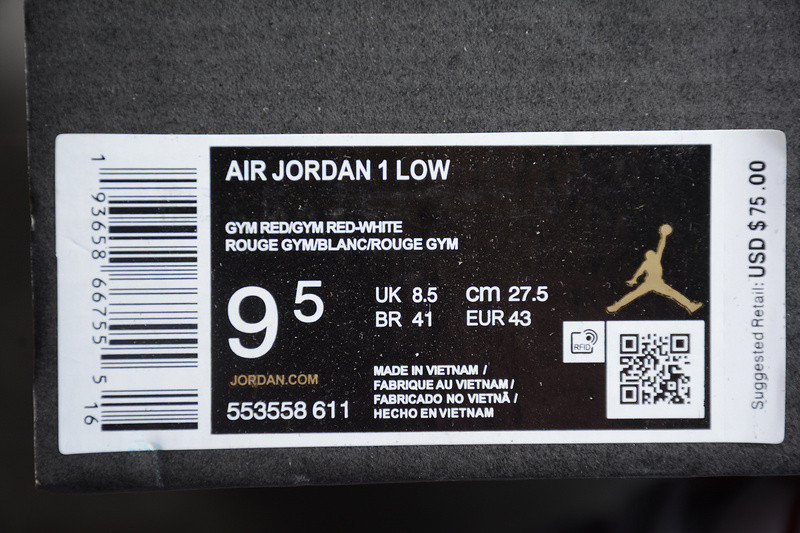 AIR JORDAN 1 LOW
GYM RED/GYM RED-WHITE
ROUGE GYM/BLANC/ROUGE GYM
9 5
UK 8.5 cm 27.5
BR 41 EUR 43
JORDAN.COM
553558 611
MADE IN VIETNAM /
FABRIQUE AU VIETNAM /
FABRICADO NO VIETNÃ /
HECHO EN VIETNAM
RFID
1 93658 66755 5 16
Suggested Retail: USD $ 75 .00